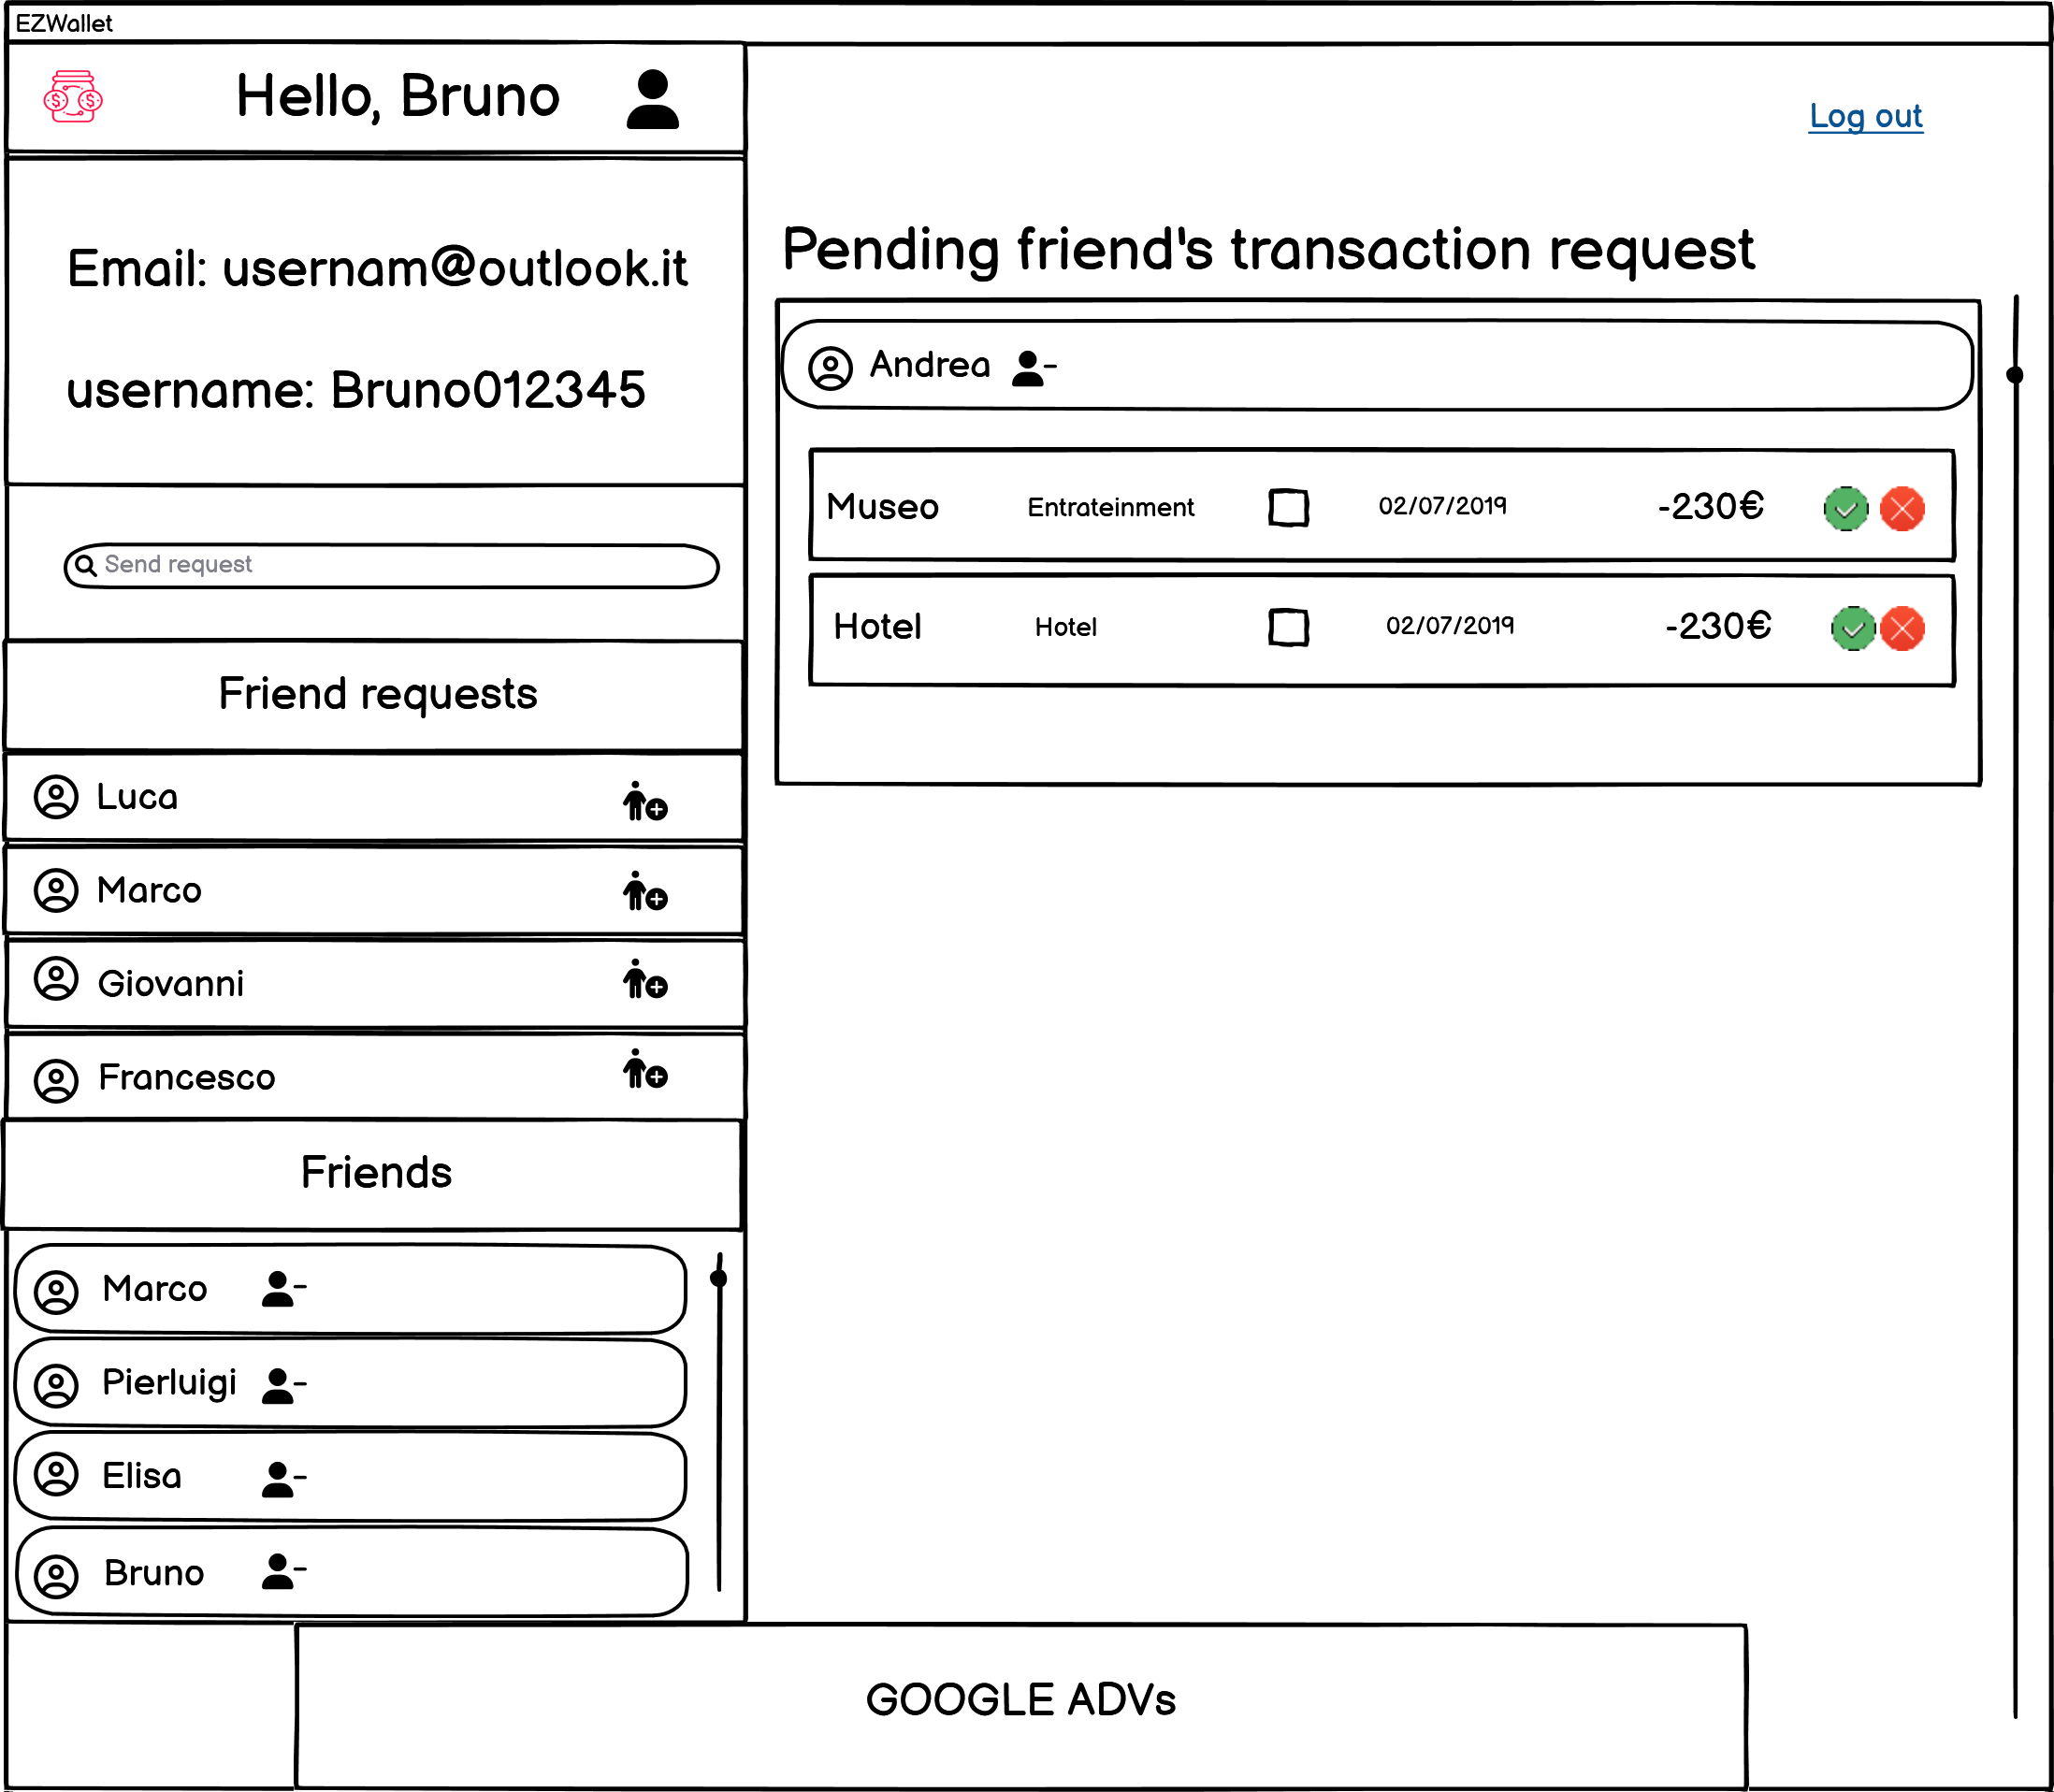 EZWallet
Hello, Bruno
Log out
Email: usernam@outlook.it
username: Bruno012345
Send request
Friend requests
Luca
Marco
Giovanni
Francesco
Friends
Marco
Pierluigi
Elisa
Bruno
Pending friend's transaction request
Andrea
Museo Entrateinment 02/07/2019 -230€
Hotel Hotel 02/07/2019 -230€
GOOGLE ADVs